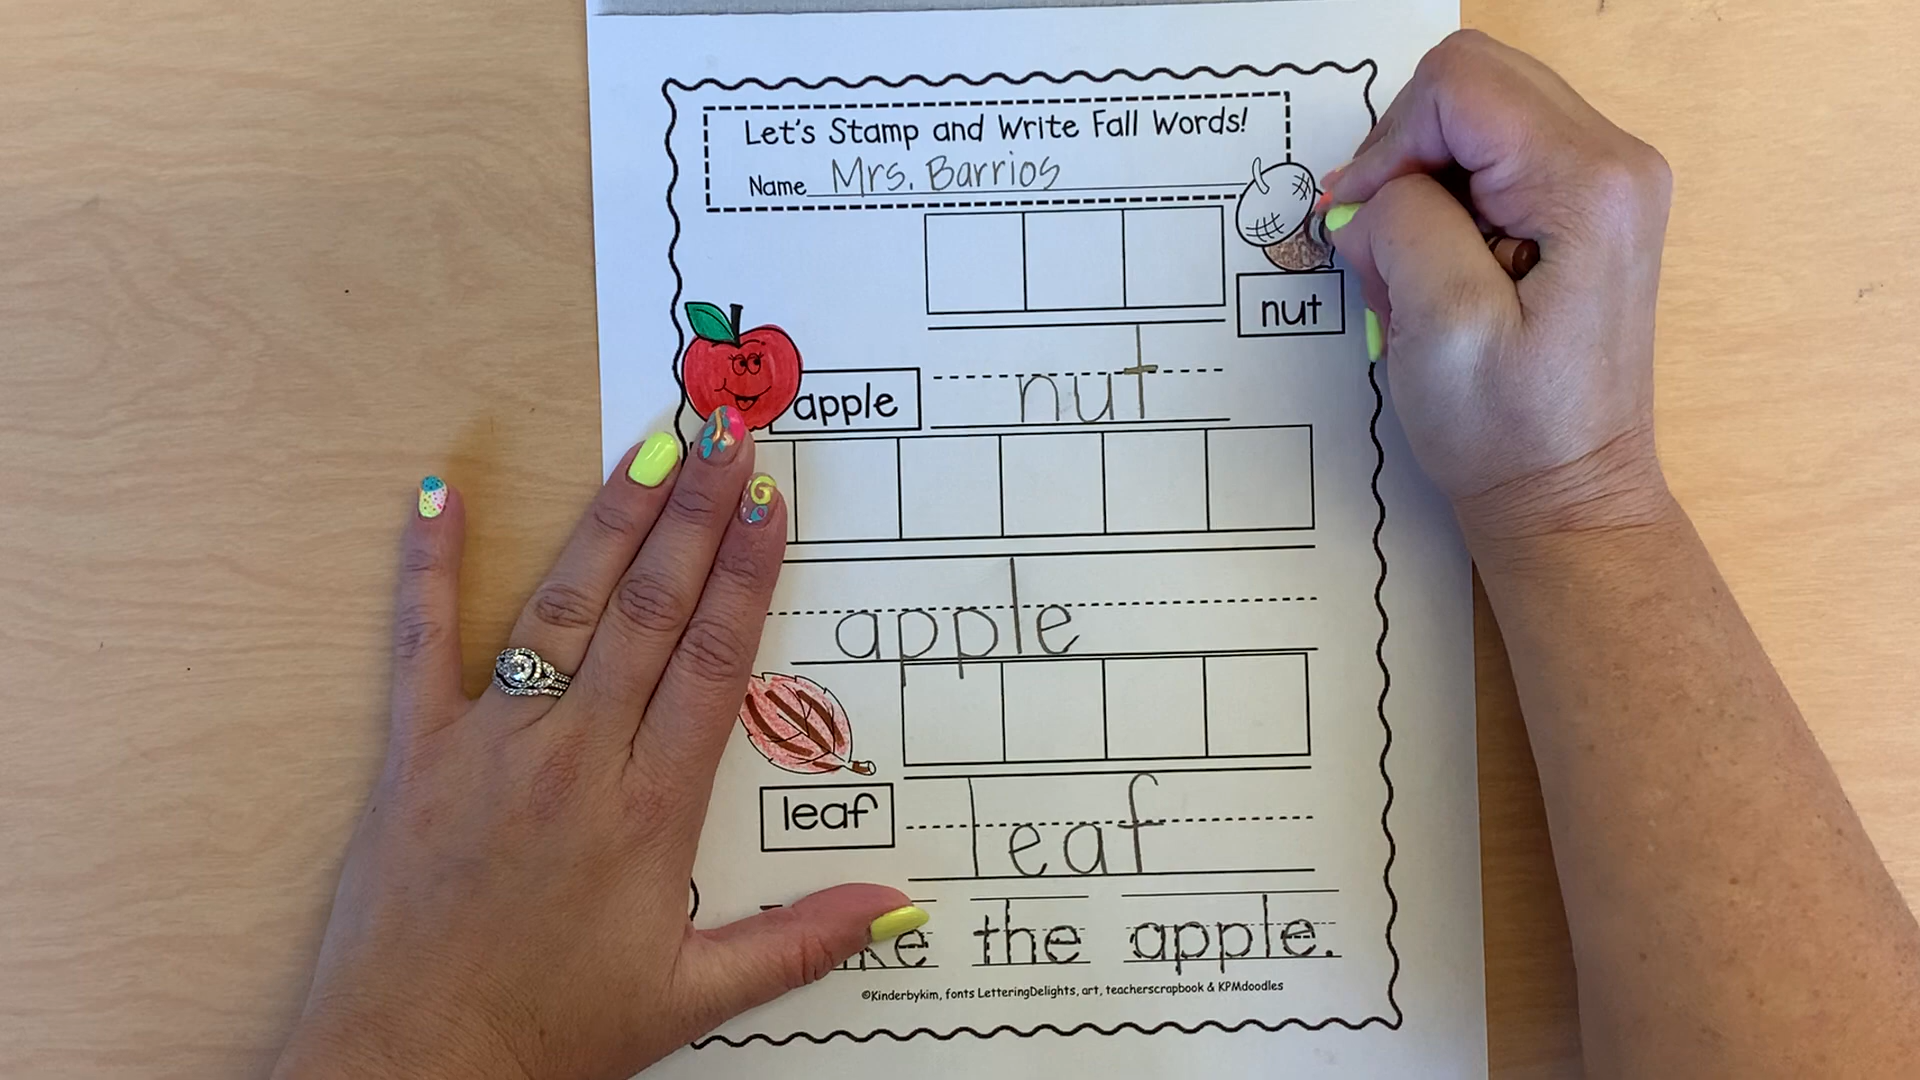 Let's Stamp and Write Fall Words!
Name Mrs. Barrios
nut
apple
nut
apple
leaf
leaf
the apple.
©Kinderbykim, fonts LetteringDelights, art, teacherscrapbook & KPMdoodles